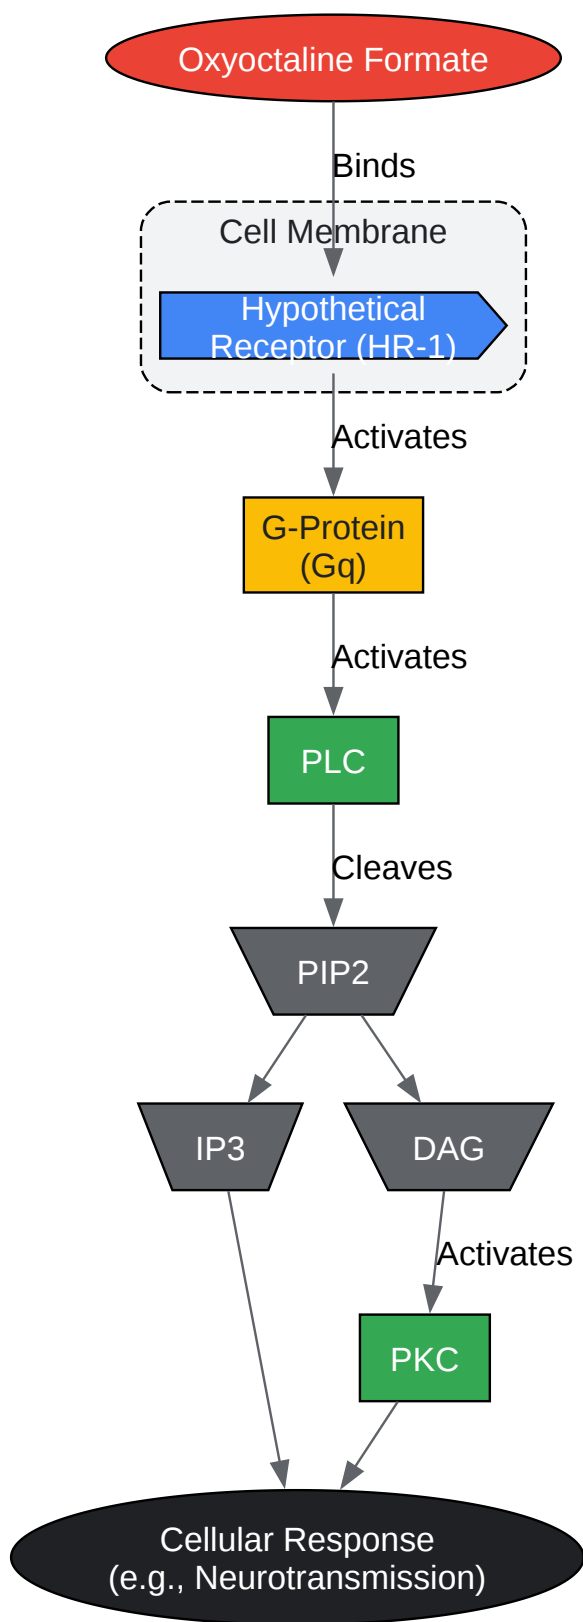 Oxyoctaline Formate
Binds
Cell Membrane
Hypothetical
Receptor (HR-1)
Activates
G-Protein
(Gq)
Activates
PLC
Cleaves
PIP2
IP3
DAG
Activates
PKC
Cellular Response
(e.g., Neurotransmission)